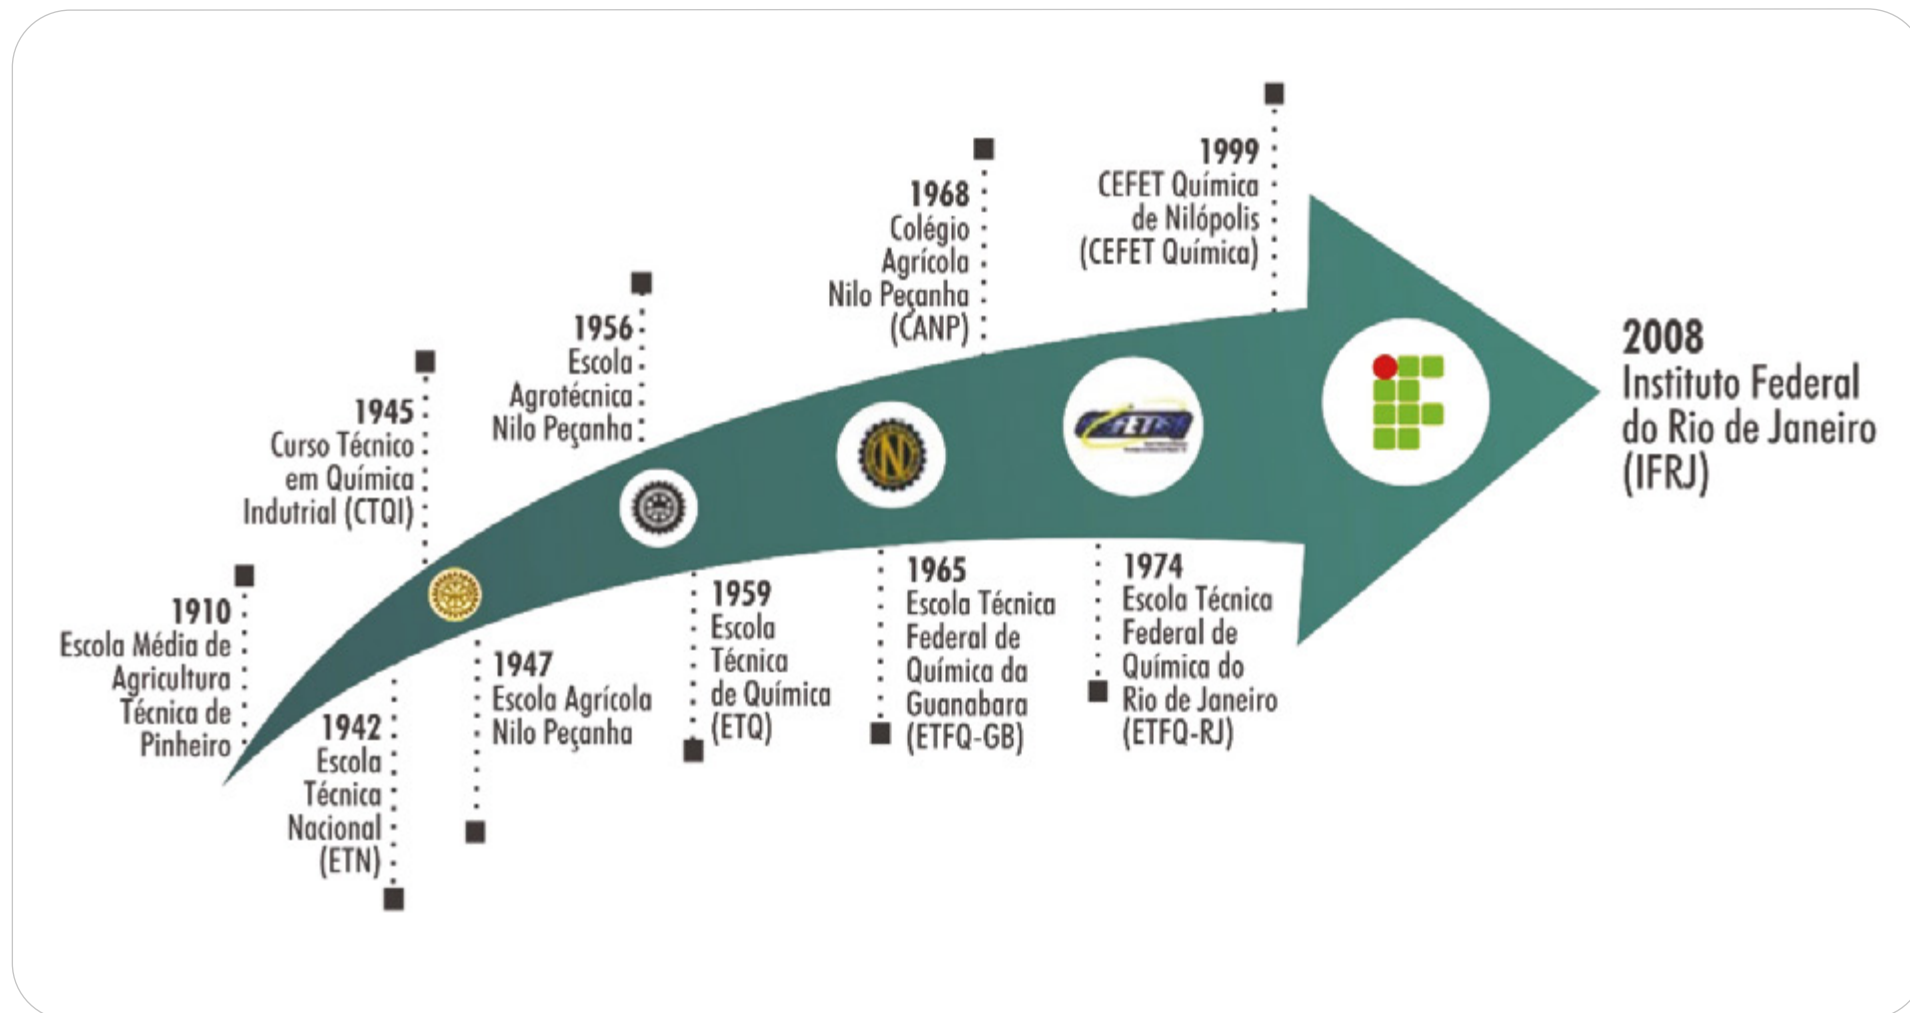 1910
Escola Média de
Agricultura
Técnica de
Pinheiro
1942
Escola
Técnica
Nacional
(ETN)
1945
Curso Técnico
em Química
Indutrial (CTQI)
1947
Escola Agrícola
Nilo Peçanha
1956
Escola
Agrotécnica
Nilo Peçanha
1959
Escola
Técnica
de Química
(ETQ)
1965
Escola Técnica
Federal de
Química da
Guanabara
(ETFQ-GB)
1968
Colégio
Agrícola
Nilo Peçanha
(CANP)
1974
Escola Técnica
Federal de
Química do
Rio de Janeiro
(ETFQ-RJ)
1999
CEFET Química
de Nilópolis
(CEFET Química)
2008
Instituto Federal
do Rio de Janeiro
(IFRJ)
N